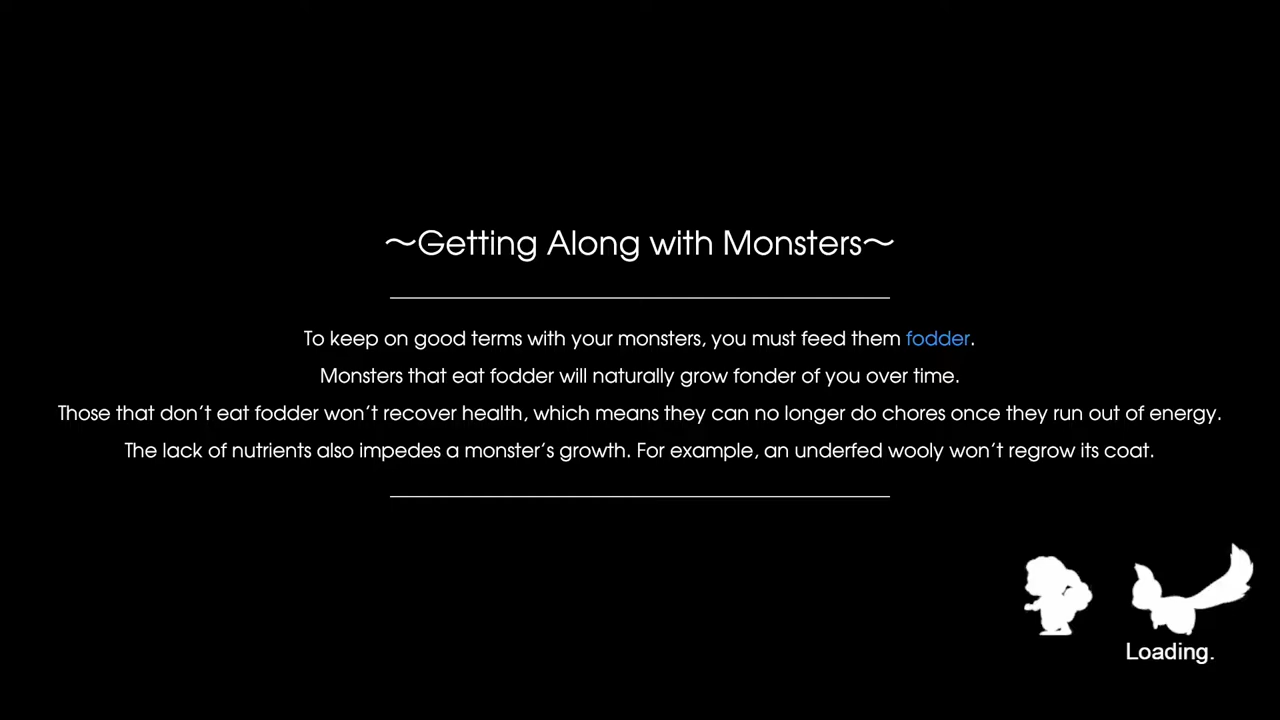 ～Getting Along with Monsters～
To keep on good terms with your monsters, you must feed them fodder.
Monsters that eat fodder will naturally grow fonder of you over time.
Those that don’t eat fodder won’t recover health, which means they can no longer do chores once they run out of energy.
The lack of nutrients also impedes a monster’s growth. For example, an underfed wooly won’t regrow its coat.
Loading.